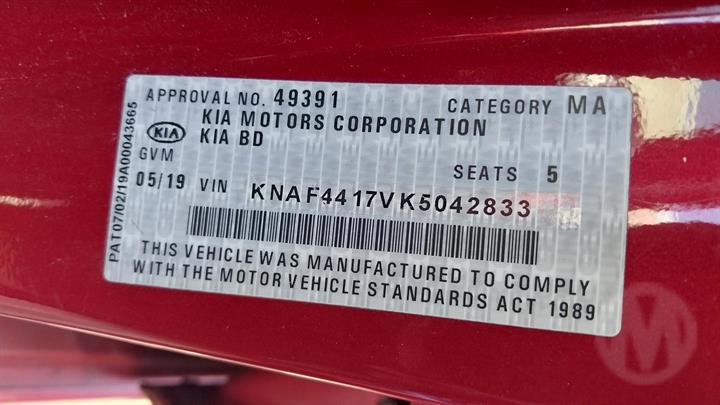 APPROVAL NO. 49391 CATEGORY MA
KIA KIA MOTORS CORPORATION
KIA BD
GVM SEATS 5
05/19 VIN KNAF4417VK5042833
THIS VEHICLE WAS MANUFACTURED TO COMPLY
WITH THE MOTOR VEHICLE STANDARDS ACT 1989
PAT07/02/19A00043665
M